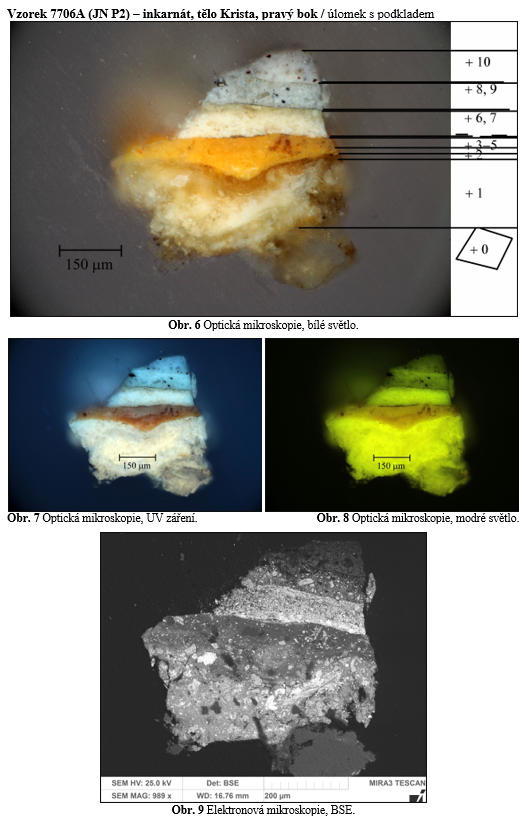 Vzorek 7706A (JN P2) – inkarnát, tělo Krista, pravý bok / úlomek s podkladem
+ 10
+ 8, 9
+ 6, 7
+ 3–5
+ 2
+ 1
+ 0
150 µm
Obr. 6 Optická mikroskopie, bílé světlo.
150 µm
150 µm
Obr. 7 Optická mikroskopie, UV záření.
Obr. 8 Optická mikroskopie, modré světlo.
SEM HV: 25.0 kV Det: BSE MIRA3 TESCAN
SEM MAG: 989 x WD: 16.76 mm 200 µm
Obr. 9 Elektronová mikroskopie, BSE.